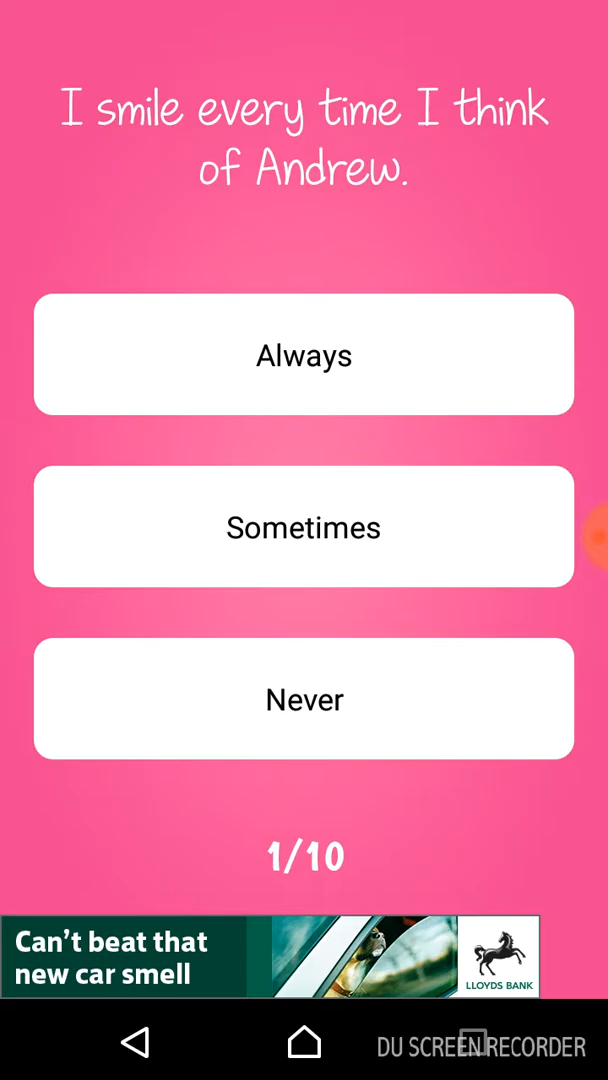 I smile every time I think
of Andrew.
Always
Sometimes
Never
1/10
Can't beat that
new car smell
LLOYDS BANK
DU SCREEN RECORDER